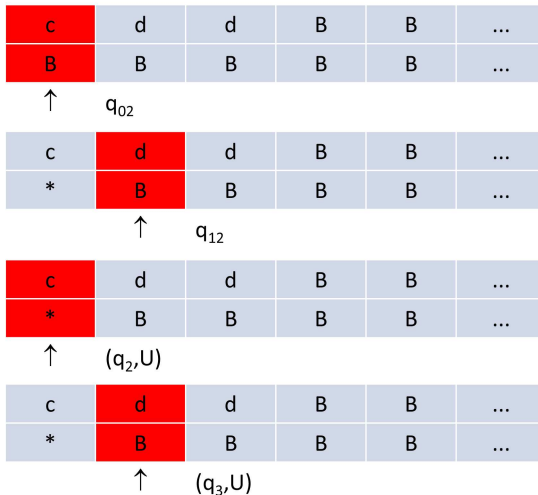 c d d B B ...
B B B B B ...
↑ q₀₂
c d d B B ...
* B B B B ...
↑ q₁₂
c d d B B ...
* B B B B ...
↑ (q₂,U)
c d d B B ...
* B B B B ...
↑ (q₃,U)